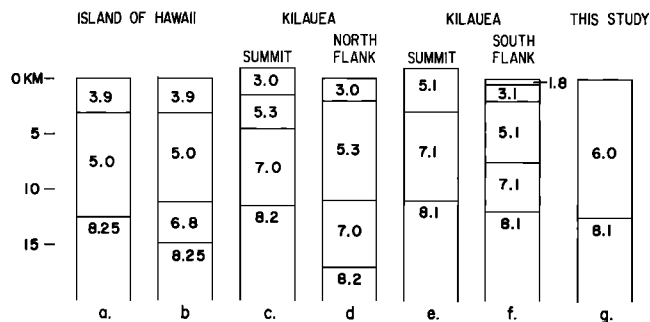 ISLAND OF HAWAII KILAUEA KILAUEA THIS STUDY
SUMMIT NORTH FLANK SUMMIT SOUTH FLANK
0 KM
5
10
15
3.9
5.0
8.25
a.
3.9
5.0
6.8
8.25
b
3.0
5.3
7.0
8.2
c.
3.0
5.3
7.0
8.2
d
5.1
7.1
8.1
e.
1.8
3.1
5.1
7.1
8.1
f.
6.0
8.1
g.